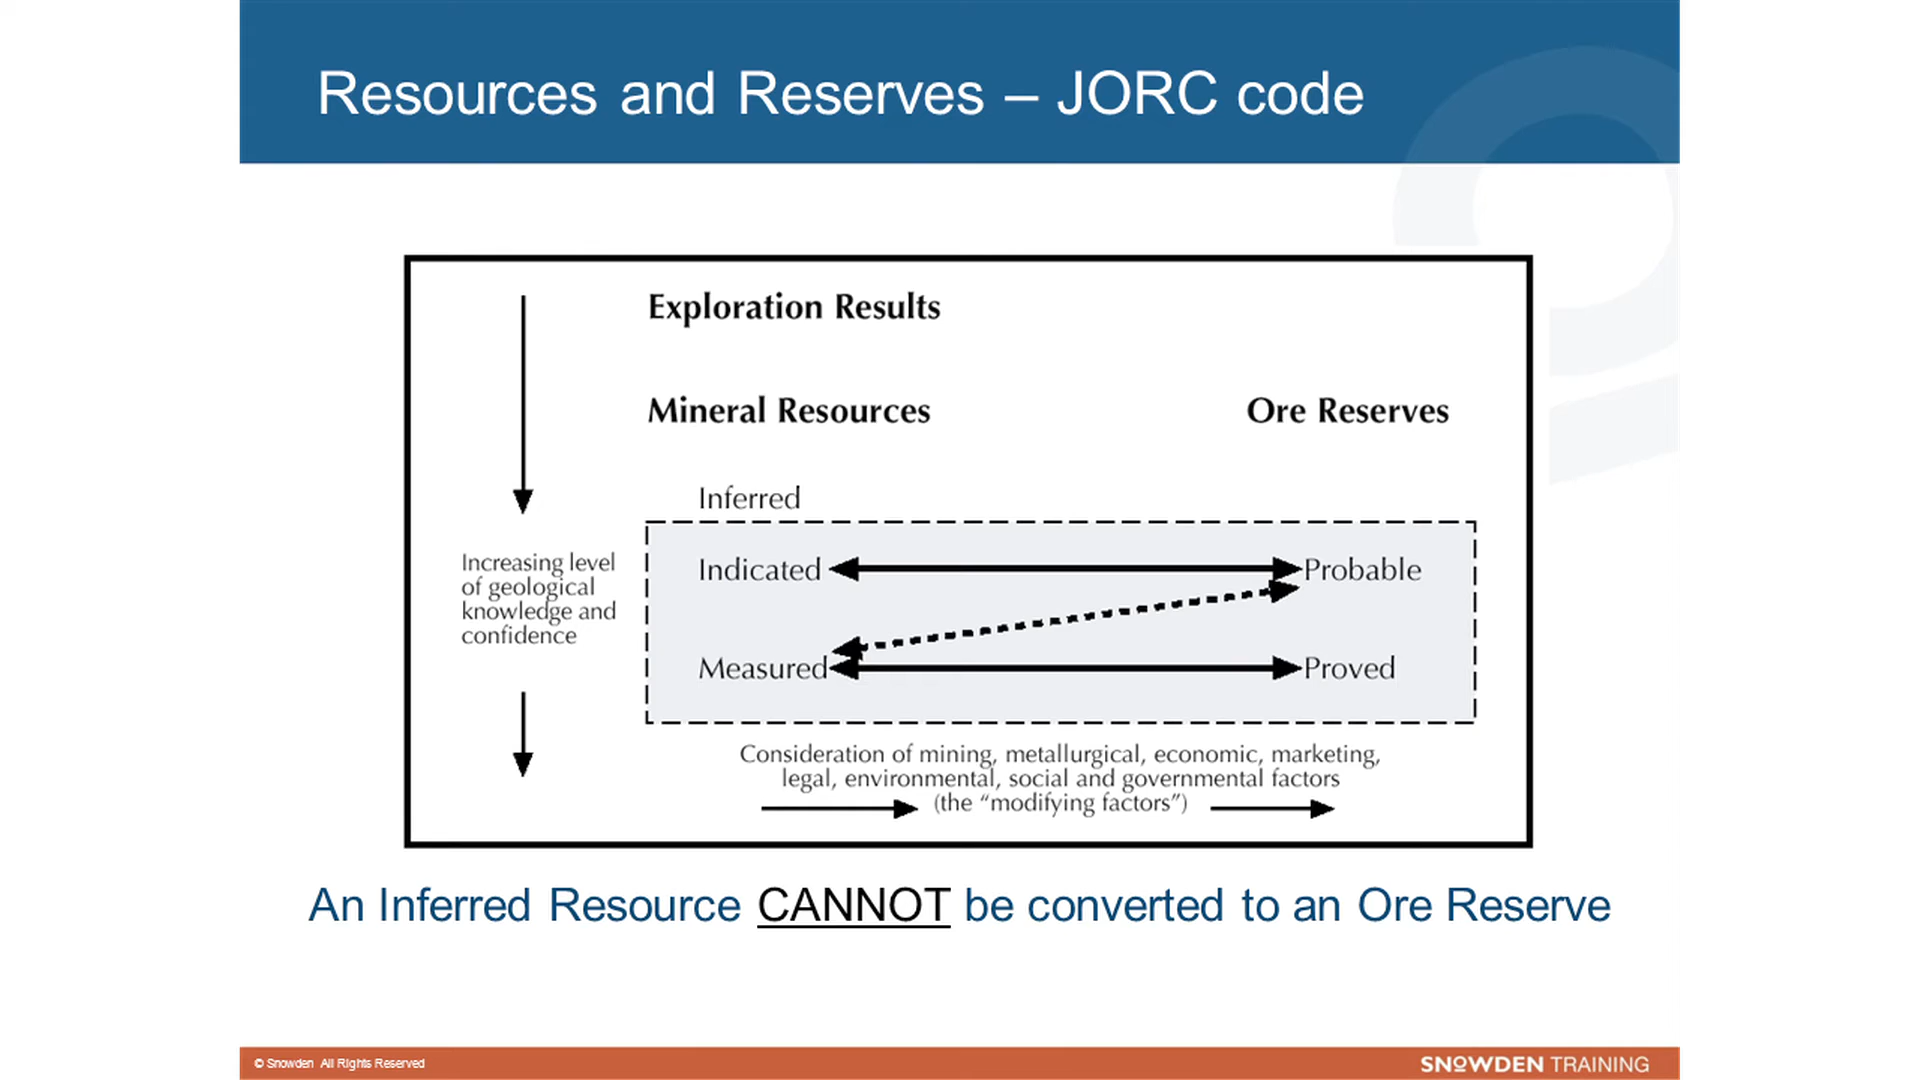 Resources and Reserves – JORC code
Exploration Results
Mineral Resources
Ore Reserves
Inferred
Increasing level
of geological
knowledge and
confidence
Indicated
Probable
Measured
Proved
Consideration of mining, metallurgical, economic, marketing,
legal, environmental, social and governmental factors
(the “modifying factors”)
An Inferred Resource CANNOT be converted to an Ore Reserve
© Snowden All Rights Reserved
SNOWDEN TRAINING